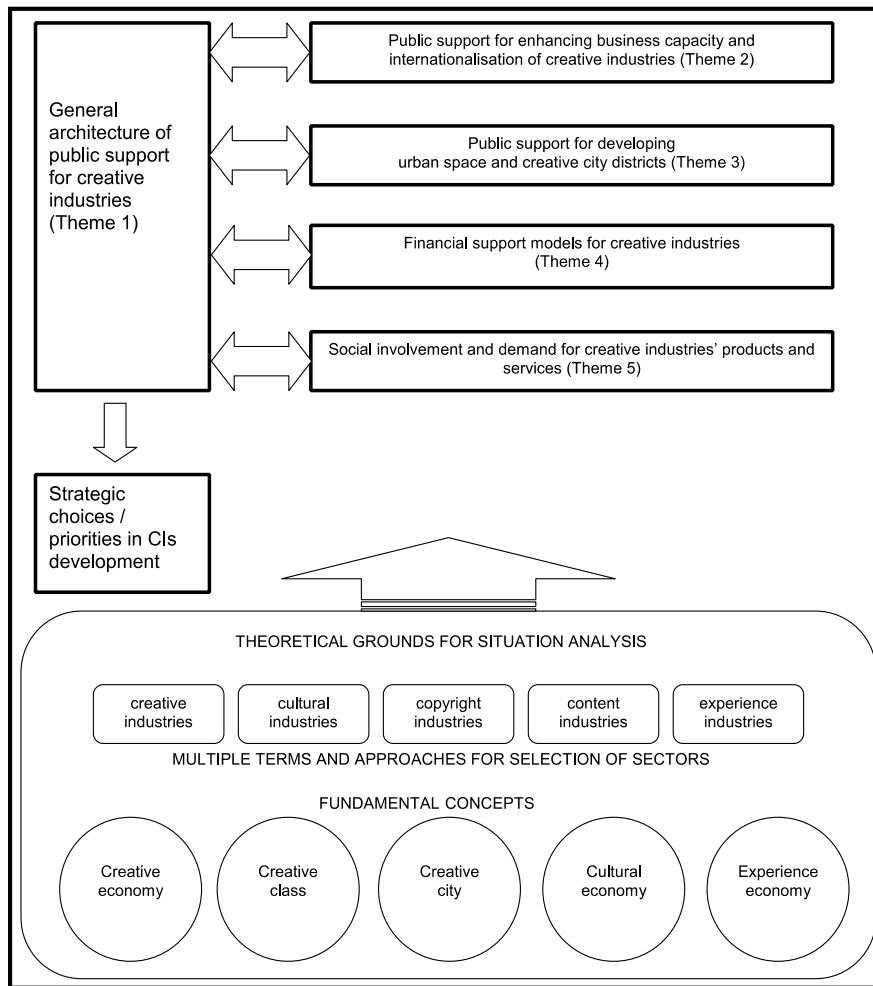 General
architecture of
public support
for creative
industries
(Theme 1)
Public support for enhancing business capacity and
internationalisation of creative industries (Theme 2)
Public support for developing
urban space and creative city districts (Theme 3)
Financial support models for creative industries
(Theme 4)
Social involvement and demand for creative industries’ products and
services (Theme 5)
Strategic
choices /
priorities in CIs
development
THEORETICAL GROUNDS FOR SITUATION ANALYSIS
creative
industries
cultural
industries
copyright
industries
content
industries
experience
industries
MULTIPLE TERMS AND APPROACHES FOR SELECTION OF SECTORS
FUNDAMENTAL CONCEPTS
Creative
economy
Creative
class
Creative
city
Cultural
economy
Experience
economy